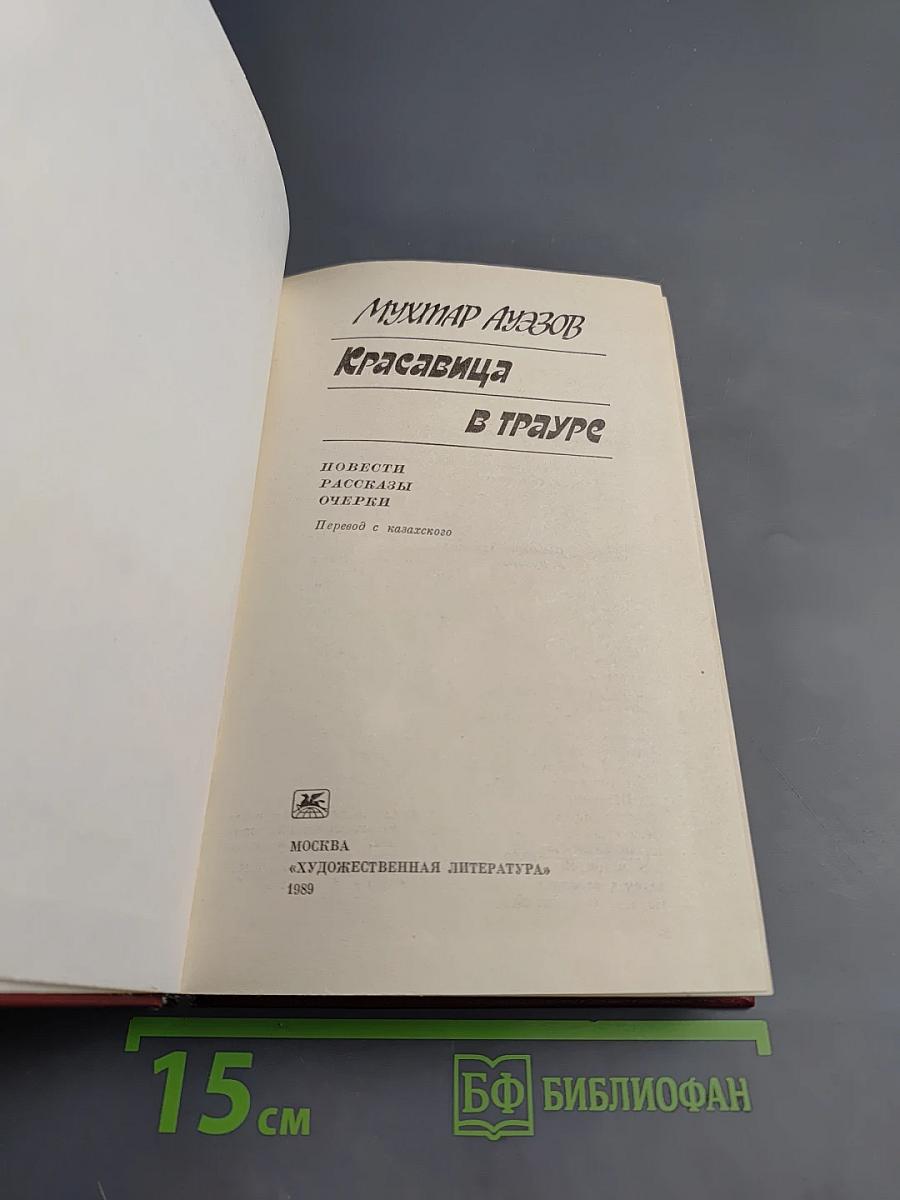 Мухтар Ауэзов
Красавица
в трауре
ПОВЕСТИ
РАССКАЗЫ
ОЧЕРКИ
Перевод с казахского
МОСКВА
«ХУДОЖЕСТВЕННАЯ ЛИТЕРАТУРА»
1989
15 см
БФ БИБЛИОФАН